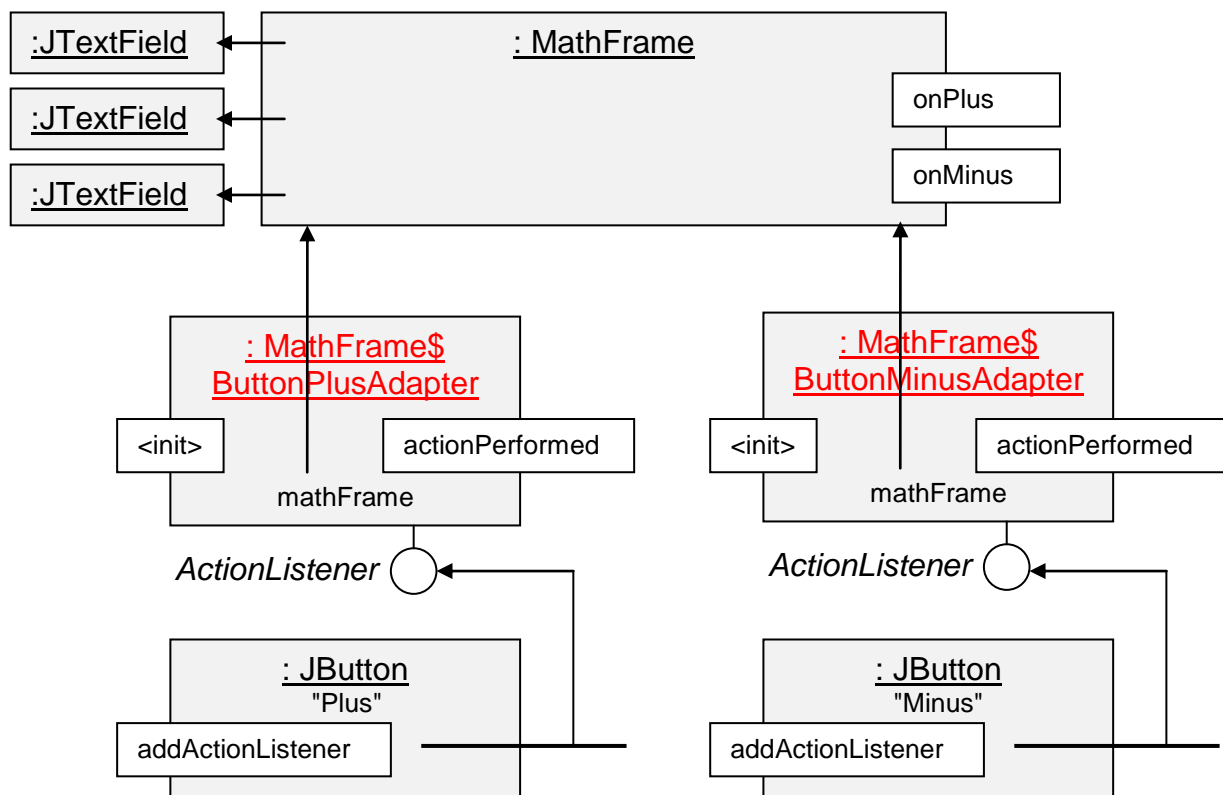 :JTextField
: MathFrame
onPlus
:JTextField
onMinus
:JTextField
: MathFrame$
ButtonPlusAdapter
<init>
actionPerformed
mathFrame
ActionListener
: JButton
"Plus"
addActionListener
: MathFrame$
ButtonMinusAdapter
<init>
actionPerformed
mathFrame
ActionListener
: JButton
"Minus"
addActionListener